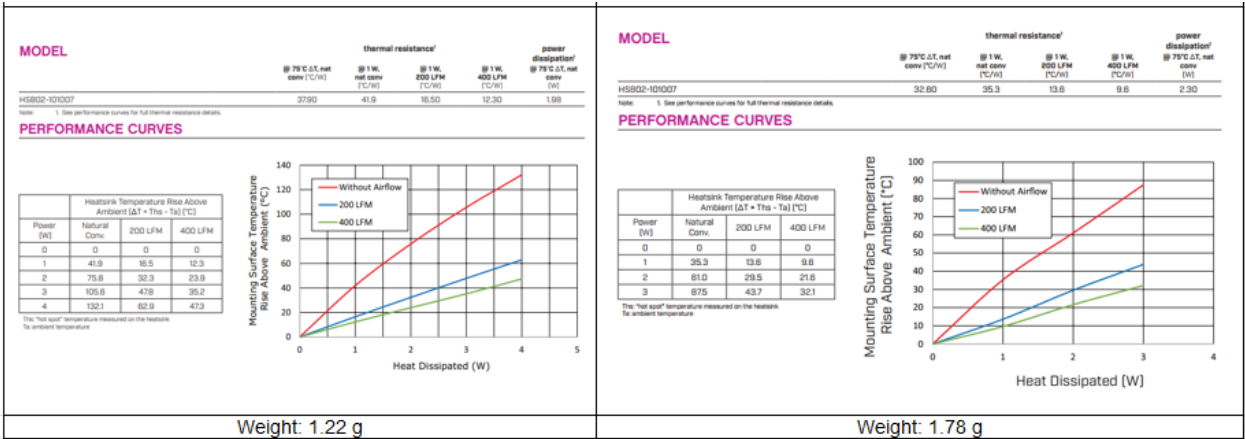 MODEL
thermal resistance¹
power dissipation¹
@ 75°C ΔT, nat conv [°C/W]
@ 1 W, nat conv [°C/W]
@ 1 W, 200 LFM [°C/W]
@ 1 W, 400 LFM [°C/W]
@ 75°C ΔT, nat conv [W]
HSB02-101007 37.90 41.9 16.50 12.30 1.98
Note: 1. See performance curves for full thermal resistance details.
PERFORMANCE CURVES
Heatsink Temperature Rise Above
Ambient [ΔT = Ths - Ta] [°C]
Power [W]
Natural Conv.
200 LFM
400 LFM
0 0 0 0
1 41.9 16.5 12.3
2 75.8 32.3 23.9
3 105.6 47.8 35.2
4 132.1 62.9 47.3
Ths: "hot spot" temperature measured on the heatsink
Ta: ambient temperature
Mounting Surface Temperature
Rise Above Ambient (°C)
140
120
100
80
60
40
20
0
Without Airflow
200 LFM
400 LFM
0 1 2 3 4 5
Heat Dissipated (W)
Weight: 1.22 g
MODEL
thermal resistance¹
power dissipation¹
@ 75°C ΔT, nat conv [°C/W]
@ 1 W, nat conv [°C/W]
@ 1 W, 200 LFM [°C/W]
@ 1 W, 400 LFM [°C/W]
@ 75°C ΔT, nat conv [W]
HSB02-101007 32.60 35.3 13.6 9.8 2.30
Note: 1. See performance curves for full thermal resistance details.
PERFORMANCE CURVES
Heatsink Temperature Rise Above
Ambient [ΔT = Ths - Ta] [°C]
Power [W]
Natural Conv.
200 LFM
400 LFM
0 0 0 0
1 35.3 13.6 9.8
2 61.0 29.5 21.6
3 87.5 43.7 32.1
Ths: "hot spot" temperature measured on the heatsink
Ta: ambient temperature
Mounting Surface Temperature
Rise Above Ambient [°C]
100
90
80
70
60
50
40
30
20
10
0
Without Airflow
200 LFM
400 LFM
0 1 2 3 4
Heat Dissipated [W]
Weight: 1.78 g